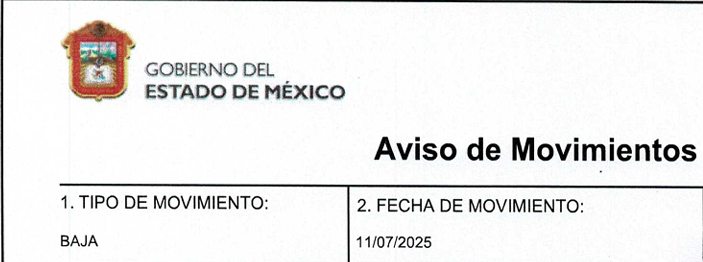 GOBIERNO DEL
ESTADO DE MÉXICO
Aviso de Movimientos
1. TIPO DE MOVIMIENTO:
2. FECHA DE MOVIMIENTO:
BAJA
11/07/2025